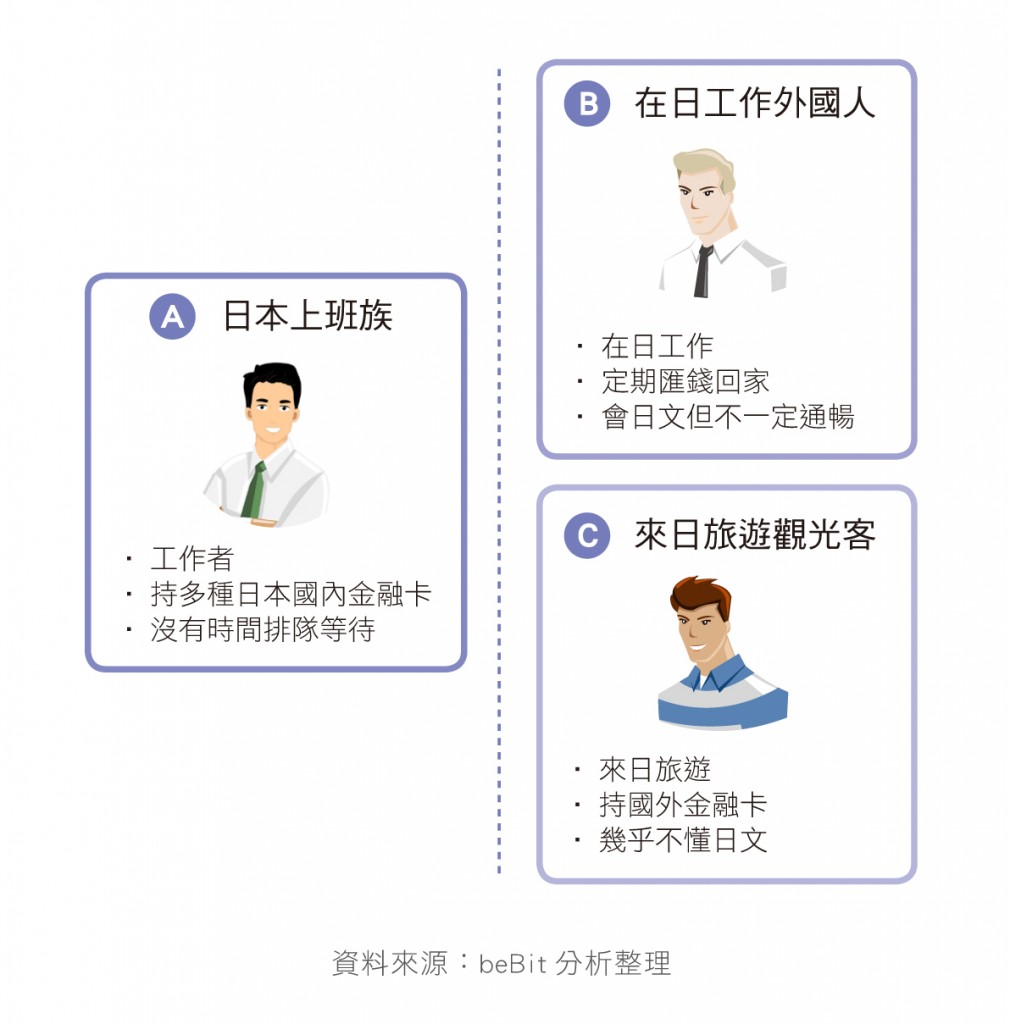 A 日本上班族
・ 工作者
・ 持多種日本國內金融卡
・ 沒有時間排隊等待
B 在日工作外國人
・ 在日工作
・ 定期匯錢回家
・ 會日文但不一定通暢
C 來日旅遊觀光客
・ 來日旅遊
・ 持國外金融卡
・ 幾乎不懂日文
資料來源：beBit 分析整理